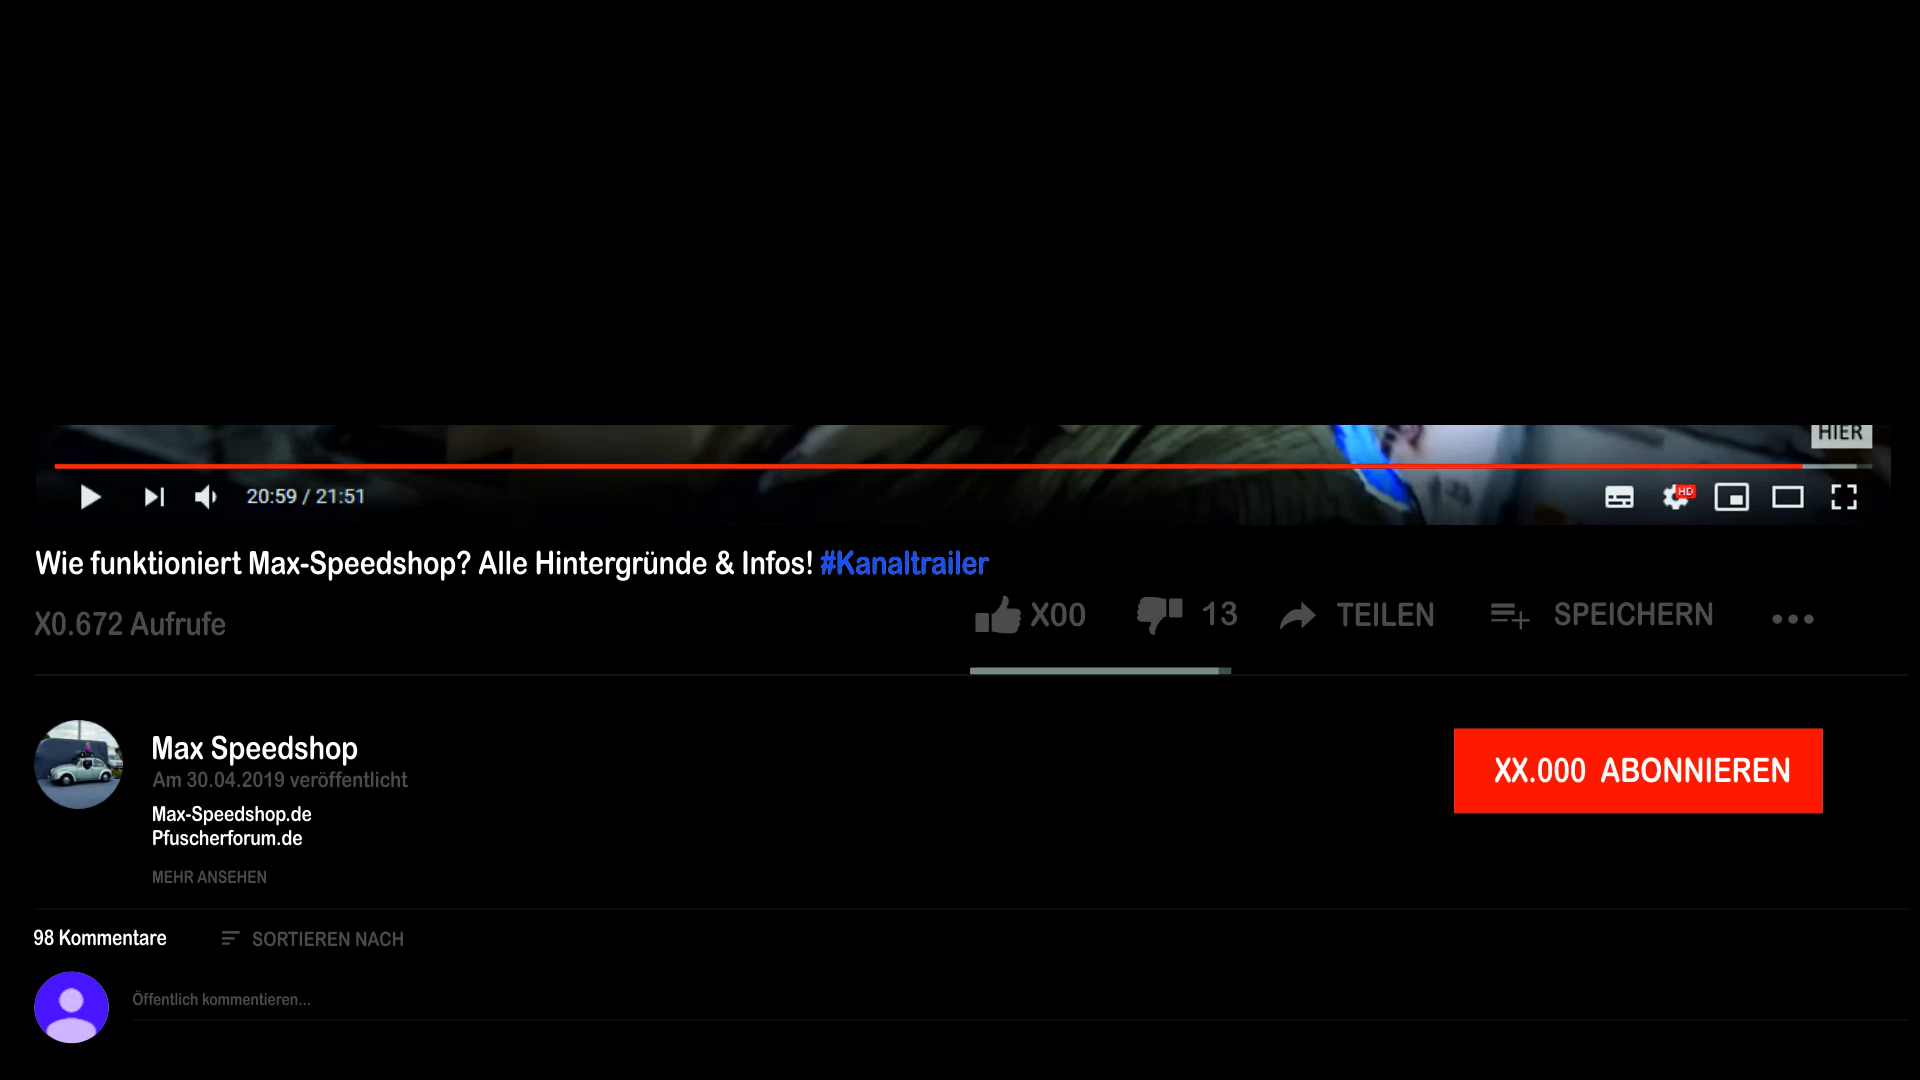 HIER
20:59 / 21:51
HD
Wie funktioniert Max-Speedshop? Alle Hintergründe & Infos! #Kanaltrailer
X0.672 Aufrufe
X00 13 TEILEN SPEICHERN
Max Speedshop
Am 30.04.2019 veröffentlicht
Max-Speedshop.de
Pfuscherforum.de
MEHR ANSEHEN
XX.000 ABONNIEREN
98 Kommentare SORTIEREN NACH
Öffentlich kommentieren...